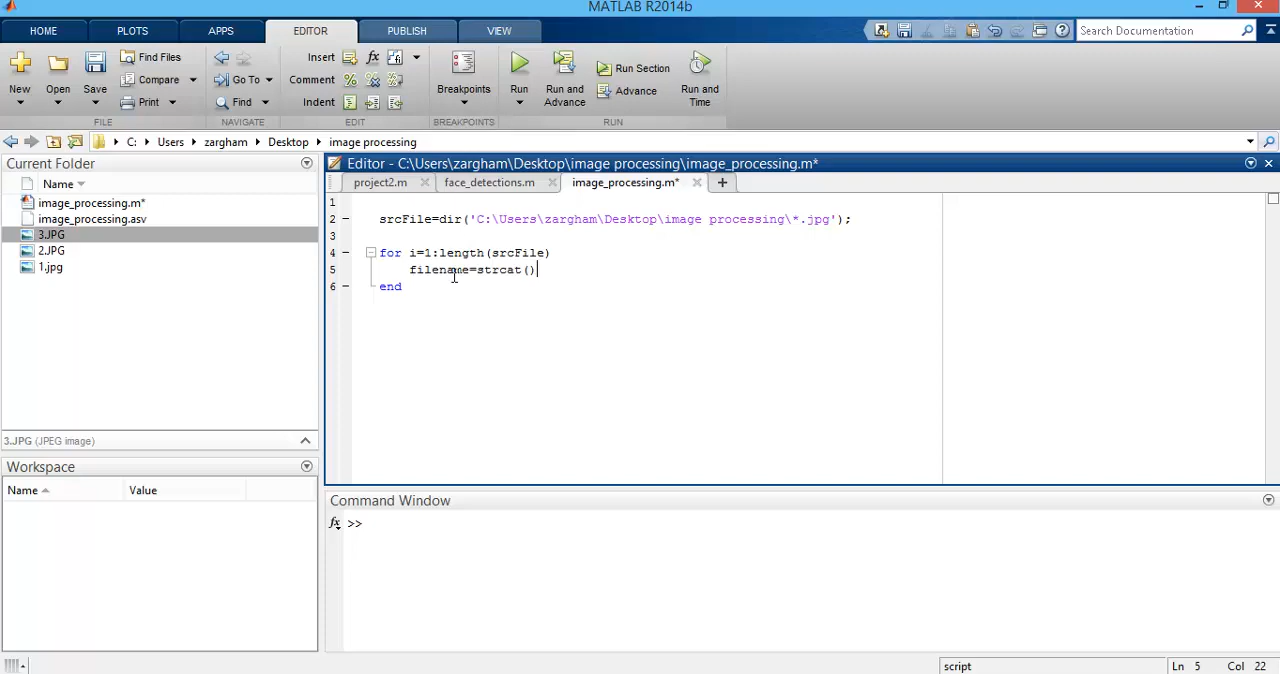 MATLAB R2014b
HOME PLOTS APPS EDITOR PUBLISH VIEW Search Documentation
New Open Save Find Files Compare Print Go To Find Insert fx Comment Indent Breakpoints Run Run and Advance Run Section Advance Run and Time
FILE NAVIGATE EDIT BREAKPOINTS RUN
C: Users zargham Desktop image processing
Current Folder
Name
image_processing.m*
image_processing.asv
3.JPG
2.JPG
1.jpg
3.JPG (JPEG image)
Workspace
Name Value
Editor - C:\Users\zargham\Desktop\image processing\image_processing.m*
project2.m face_detections.m image_processing.m*
1
2 srcFile=dir('C:\Users\zargham\Desktop\image processing\*.jpg');
3
4 for i=1:length(srcFile)
5 filename=strcat()
6 end
Command Window
fx >>
script Ln 5 Col 22